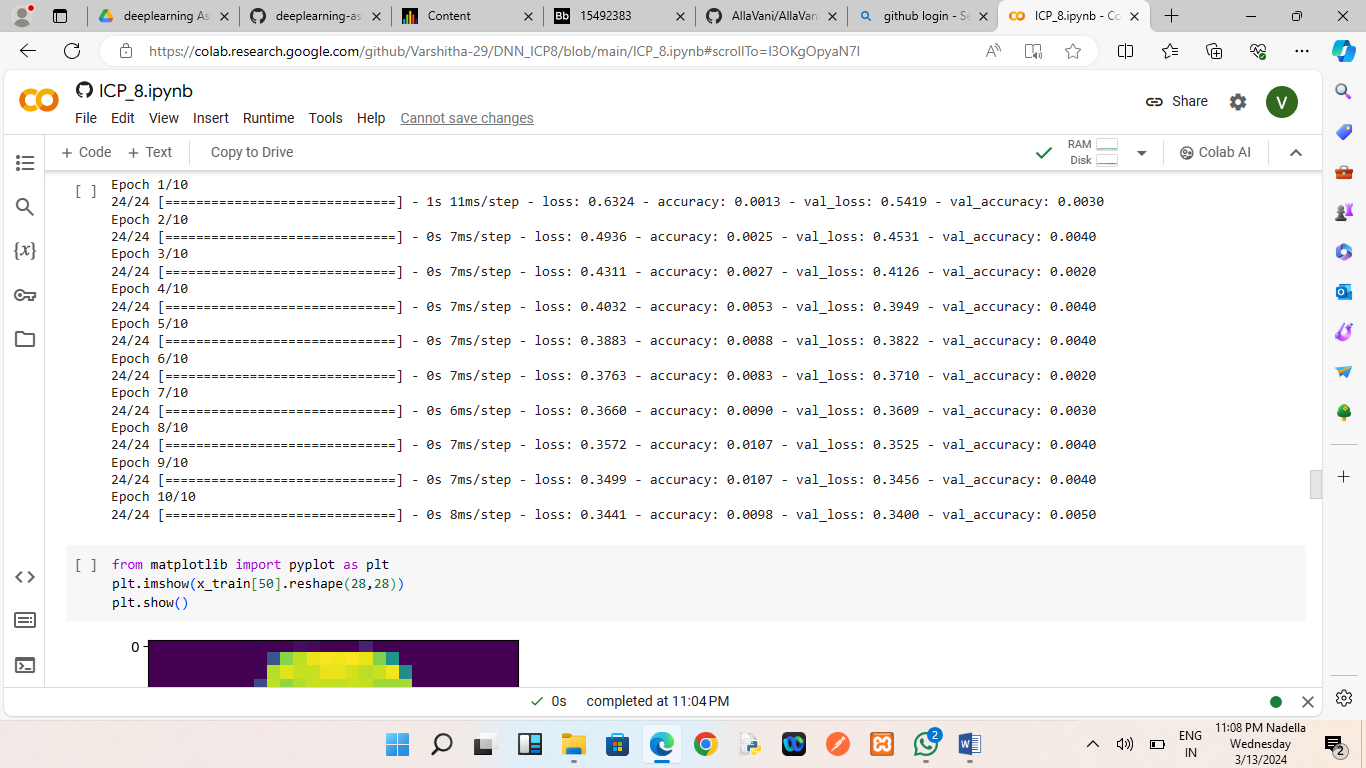 deeplearning As
deeplearning-as
Content
15492383
AllaVani/AllaVan
github login - Se
ICP_8.ipynb - Co
https://colab.research.google.com/github/Varshitha-29/DNN_ICP8/blob/main/ICP_8.ipynb#scrollTo=I3OKgOpyaN7I
ICP_8.ipynb
Share
V
File Edit View Insert Runtime Tools Help Cannot save changes
+ Code + Text Copy to Drive
RAM
Disk
Colab AI
[ ]
Epoch 1/10
24/24 [==============================] - 1s 11ms/step - loss: 0.6324 - accuracy: 0.0013 - val_loss: 0.5419 - val_accuracy: 0.0030
Epoch 2/10
24/24 [==============================] - 0s 7ms/step - loss: 0.4936 - accuracy: 0.0025 - val_loss: 0.4531 - val_accuracy: 0.0040
Epoch 3/10
24/24 [==============================] - 0s 7ms/step - loss: 0.4311 - accuracy: 0.0027 - val_loss: 0.4126 - val_accuracy: 0.0020
Epoch 4/10
24/24 [==============================] - 0s 7ms/step - loss: 0.4032 - accuracy: 0.0053 - val_loss: 0.3949 - val_accuracy: 0.0040
Epoch 5/10
24/24 [==============================] - 0s 7ms/step - loss: 0.3883 - accuracy: 0.0088 - val_loss: 0.3822 - val_accuracy: 0.0040
Epoch 6/10
24/24 [==============================] - 0s 7ms/step - loss: 0.3763 - accuracy: 0.0083 - val_loss: 0.3710 - val_accuracy: 0.0020
Epoch 7/10
24/24 [==============================] - 0s 6ms/step - loss: 0.3660 - accuracy: 0.0090 - val_loss: 0.3609 - val_accuracy: 0.0030
Epoch 8/10
24/24 [==============================] - 0s 7ms/step - loss: 0.3572 - accuracy: 0.0107 - val_loss: 0.3525 - val_accuracy: 0.0040
Epoch 9/10
24/24 [==============================] - 0s 7ms/step - loss: 0.3499 - accuracy: 0.0107 - val_loss: 0.3456 - val_accuracy: 0.0040
Epoch 10/10
24/24 [==============================] - 0s 8ms/step - loss: 0.3441 - accuracy: 0.0098 - val_loss: 0.3400 - val_accuracy: 0.0050
[ ]
from matplotlib import pyplot as plt
plt.imshow(x_train[50].reshape(28,28))
plt.show()
0
0s completed at 11:04 PM
2
ENG
IN
11:08 PM Nadella
Wednesday
3/13/2024
2